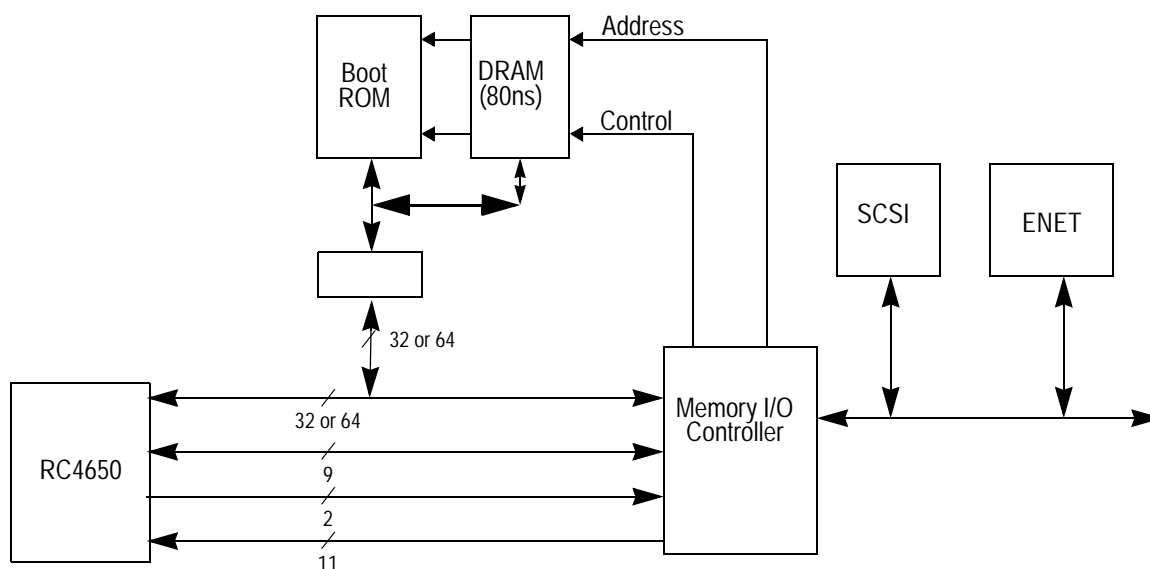 Address
Boot
ROM
DRAM
(80ns)
Control
SCSI
ENET
32 or 64
32 or 64
Memory I/O
Controller
RC4650
9
2
11